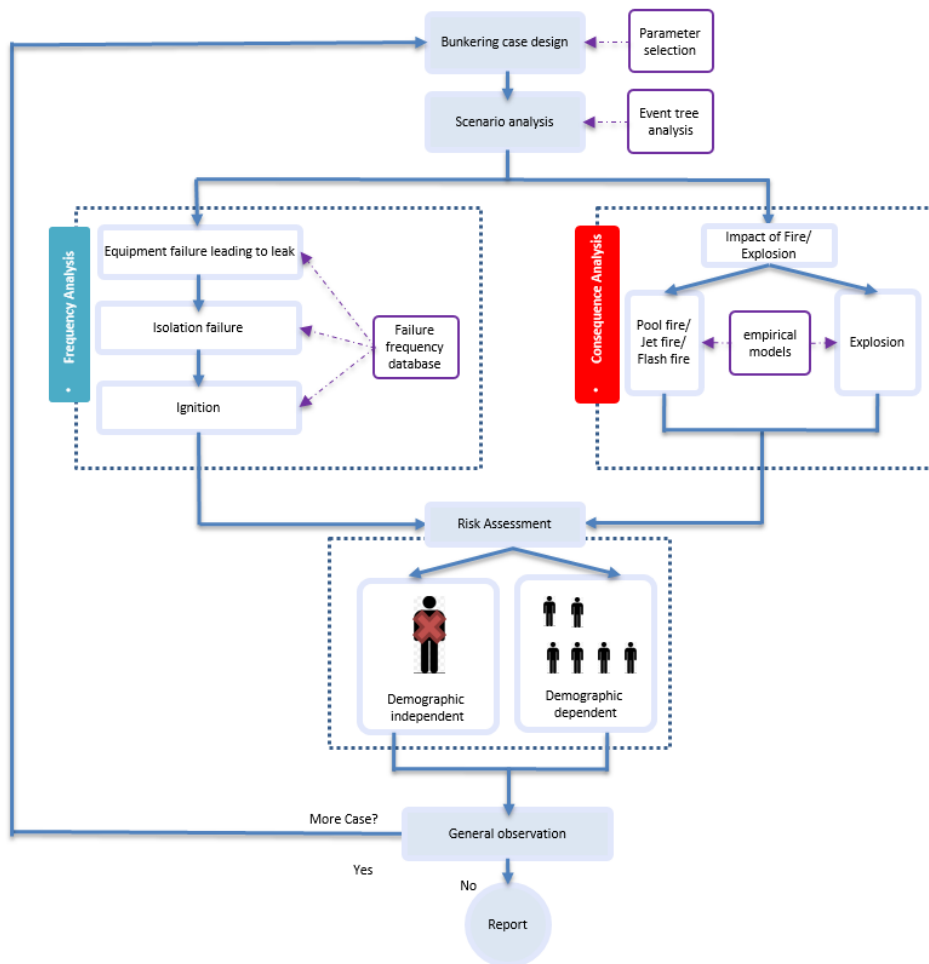 Bunkering case design
Parameter
selection
Scenario analysis
Event tree
analysis
• Frequency Analysis
Equipment failure leading to leak
Isolation failure
Ignition
Failure
frequency
database
• Consequence Analysis
Impact of Fire/
Explosion
Pool fire/
Jet fire/
Flash fire
empirical
models
Explosion
Risk Assessment
Demographic
independent
Demographic
dependent
More Case?
General observation
Yes
No
Report